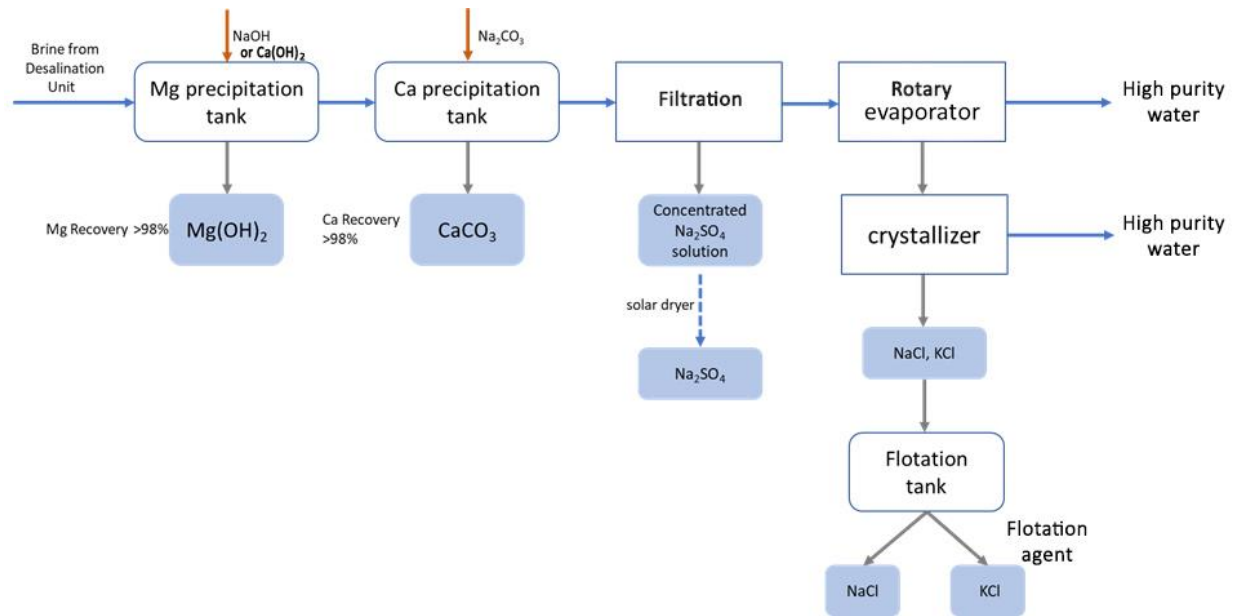 NaOH
or Ca(OH)₂
Na₂CO₃
Brine from
Desalination
Unit
Mg precipitation
tank
Ca precipitation
tank
Filtration
Rotary
evaporator
High purity
water
Mg Recovery >98%
Mg(OH)₂
Ca Recovery
>98%
CaCO₃
Concentrated
Na₂SO₄
solution
crystallizer
High purity
water
solar dryer
Na₂SO₄
NaCl, KCl
Flotation
tank
Flotation
agent
NaCl
KCl